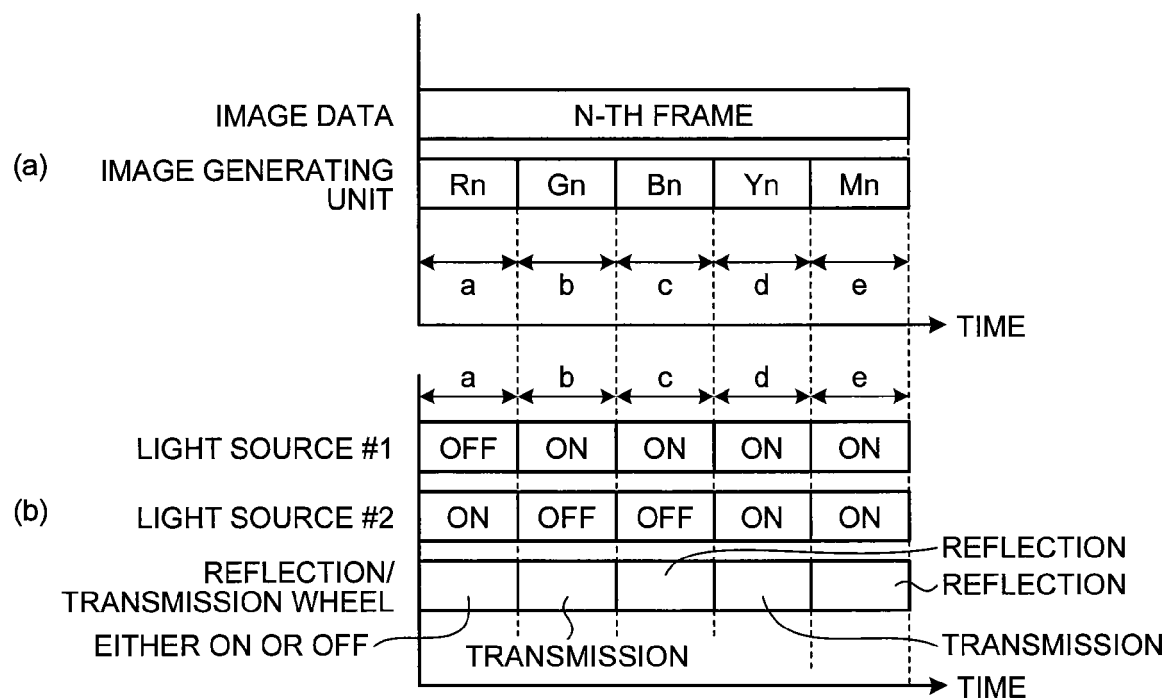 IMAGE DATA
N-TH FRAME
(a)
IMAGE GENERATING
UNIT
Rn Gn Bn Yn Mn
a b c d e
TIME
a b c d e
LIGHT SOURCE #1
OFF ON ON ON ON
(b)
LIGHT SOURCE #2
ON OFF OFF ON ON
REFLECTION
REFLECTION/
TRANSMISSION WHEEL
REFLECTION
EITHER ON OR OFF
TRANSMISSION
TRANSMISSION
TIME